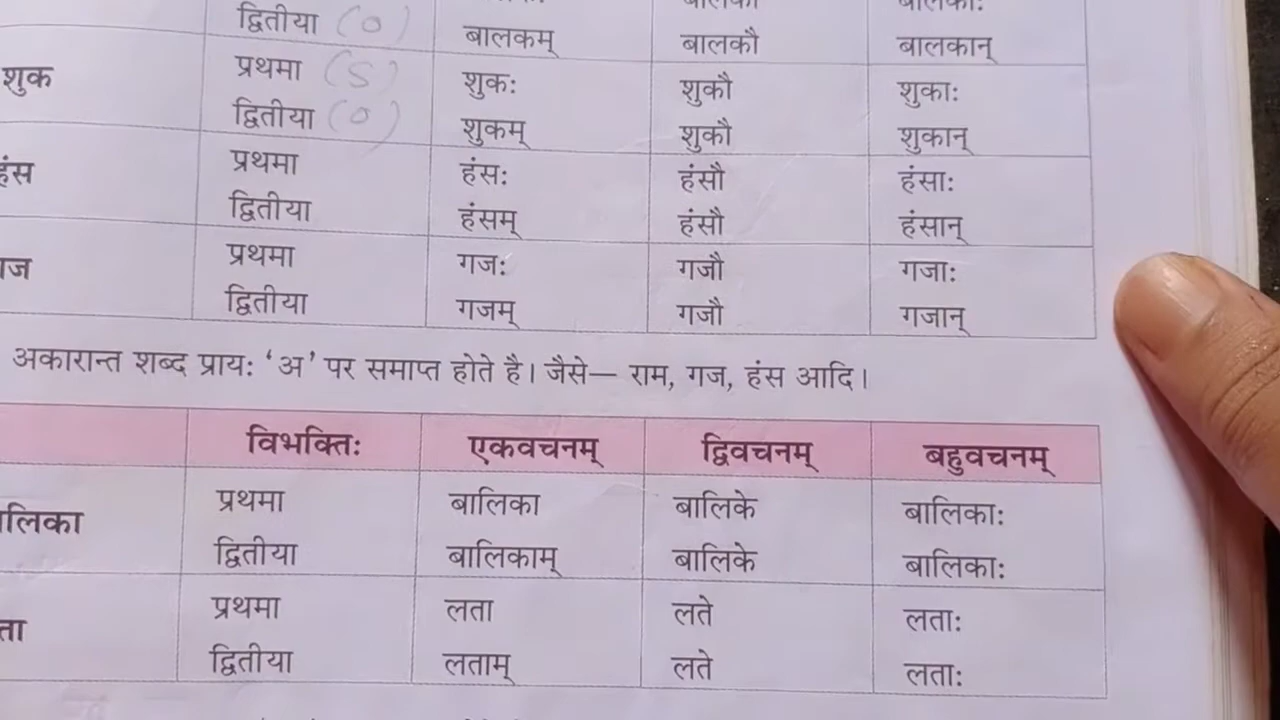 द्वितीया (o) बालकम् बालकौ बालकान्
शुक प्रथमा (S) शुकः शुकौ शुकाः
द्वितीया (o) शुकम् शुकौ शुकान्
हंस प्रथमा हंसः हंसौ हंसाः
द्वितीया हंसम् हंसौ हंसान्
प्रथमा गजः गजौ गजाः
द्वितीया गजम् गजौ गजान्
अकारान्त शब्द प्रायः ‘अ’ पर समाप्त होते है। जैसे— राम, गज, हंस आदि।
विभक्तिः एकवचनम् द्विवचनम् बहुवचनम्
प्रथमा बालिका बालिके बालिकाः
द्वितीया बालिकाम् बालिके बालिकाः
प्रथमा लता लते लताः
द्वितीया लताम् लते लताः